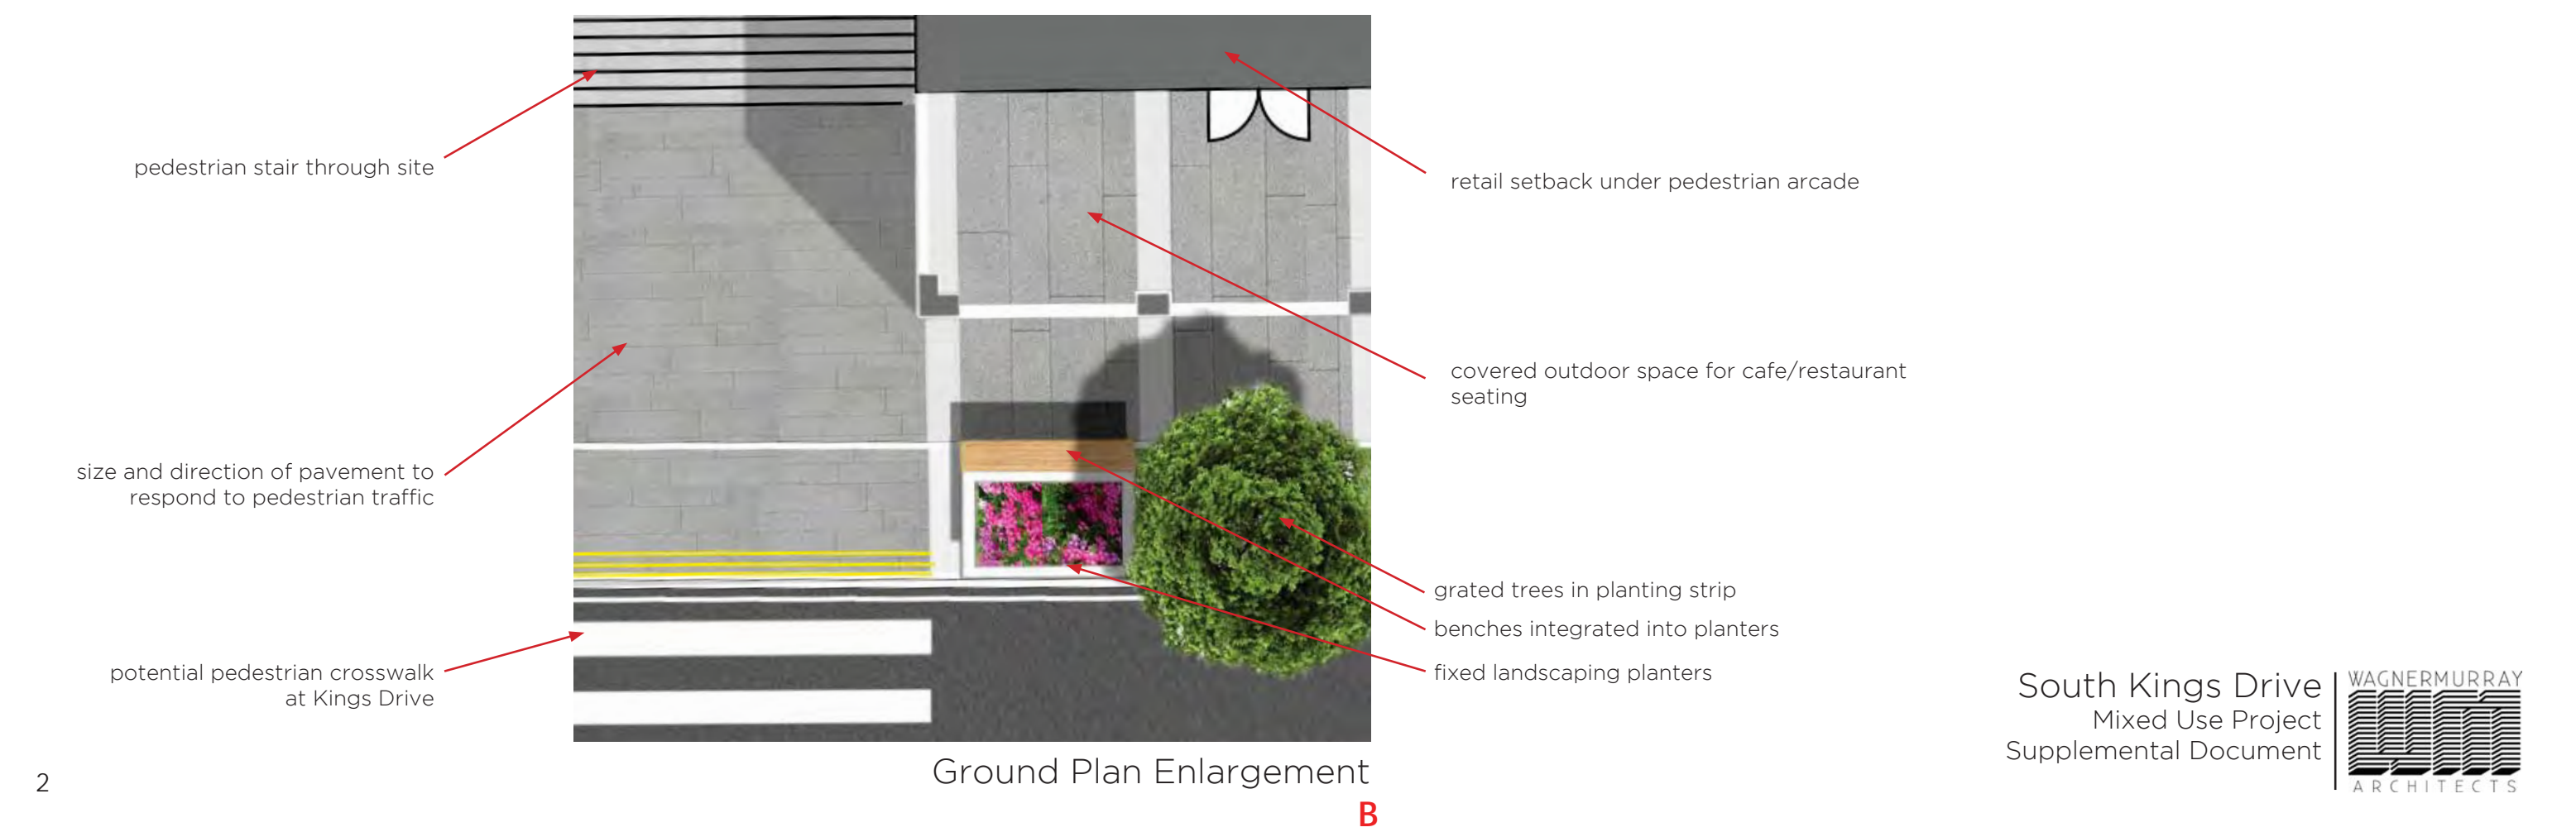 pedestrian stair through site
size and direction of pavement to
respond to pedestrian traffic
potential pedestrian crosswalk
at Kings Drive
retail setback under pedestrian arcade
covered outdoor space for cafe/restaurant
seating
grated trees in planting strip
benches integrated into planters
fixed landscaping planters
Ground Plan Enlargement
B
2
South Kings Drive
Mixed Use Project
Supplemental Document
WAGNERMURRAY
ARCHITECTS